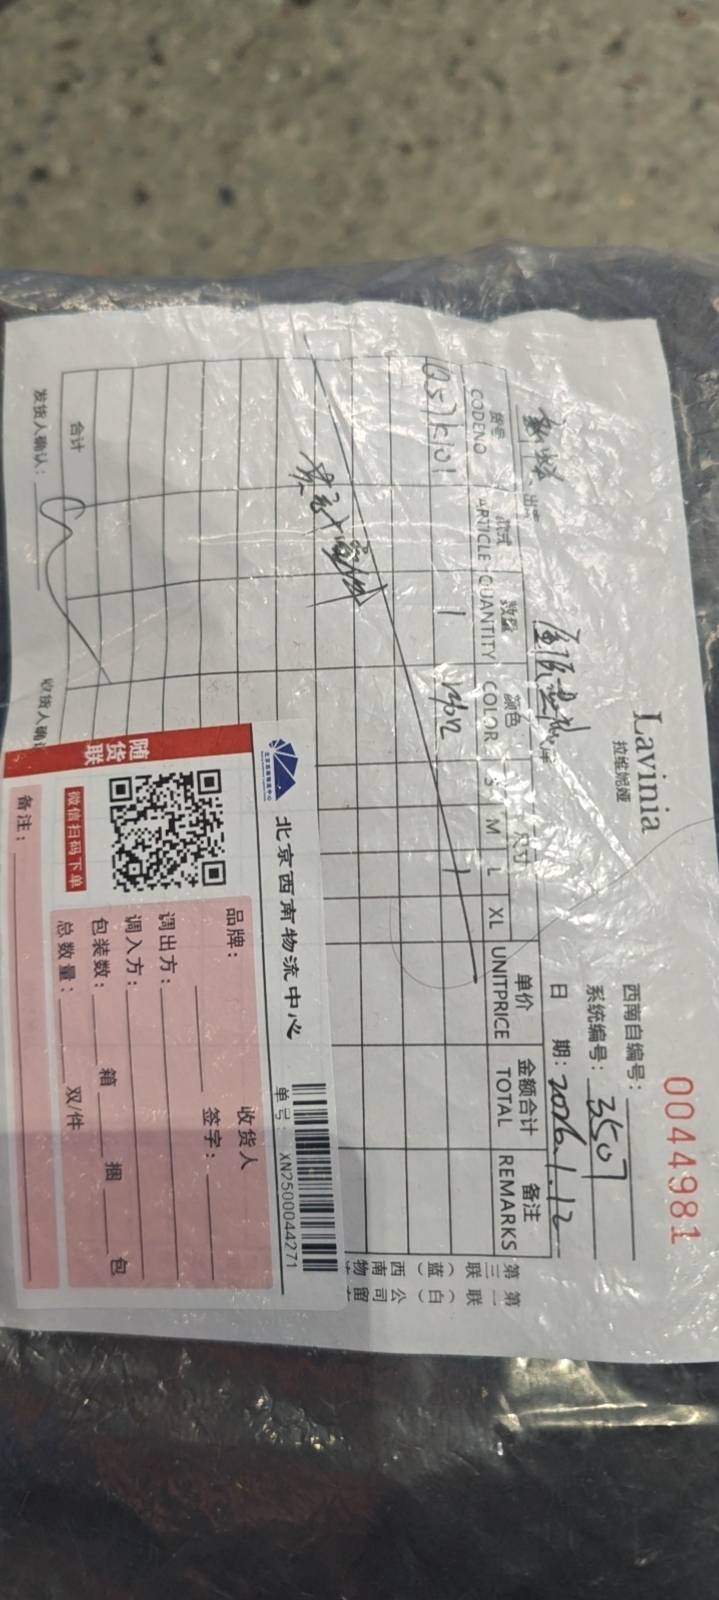 Lavinia
拉维妮娅
0044981
西南自编号：
系统编号：3507
日 期：2026.1.12
货号 款式 数量 颜色 尺寸 单价 金额合计 备注
CODENO ARTICLE QUANTITY COLOR S M L XL UNITPRICE TOTAL REMARKS
1 1
合计
发货人确认：
收货人确认
第一联（白）
第三联（蓝）
西南物
公司留
北京西南物流中心
单号： XN2500044271
随货联
微信扫码下单
品牌：
收货人
签字：
调出方：
调入方：
包装数： 箱 捆 包
总数量： 双/件
备注：